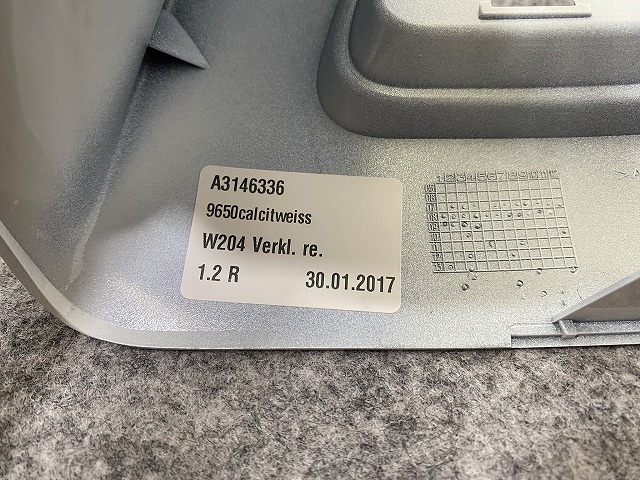 A3146336
9650calcitweiss
W204 Verkl. re.
1.2 R 30.01.2017